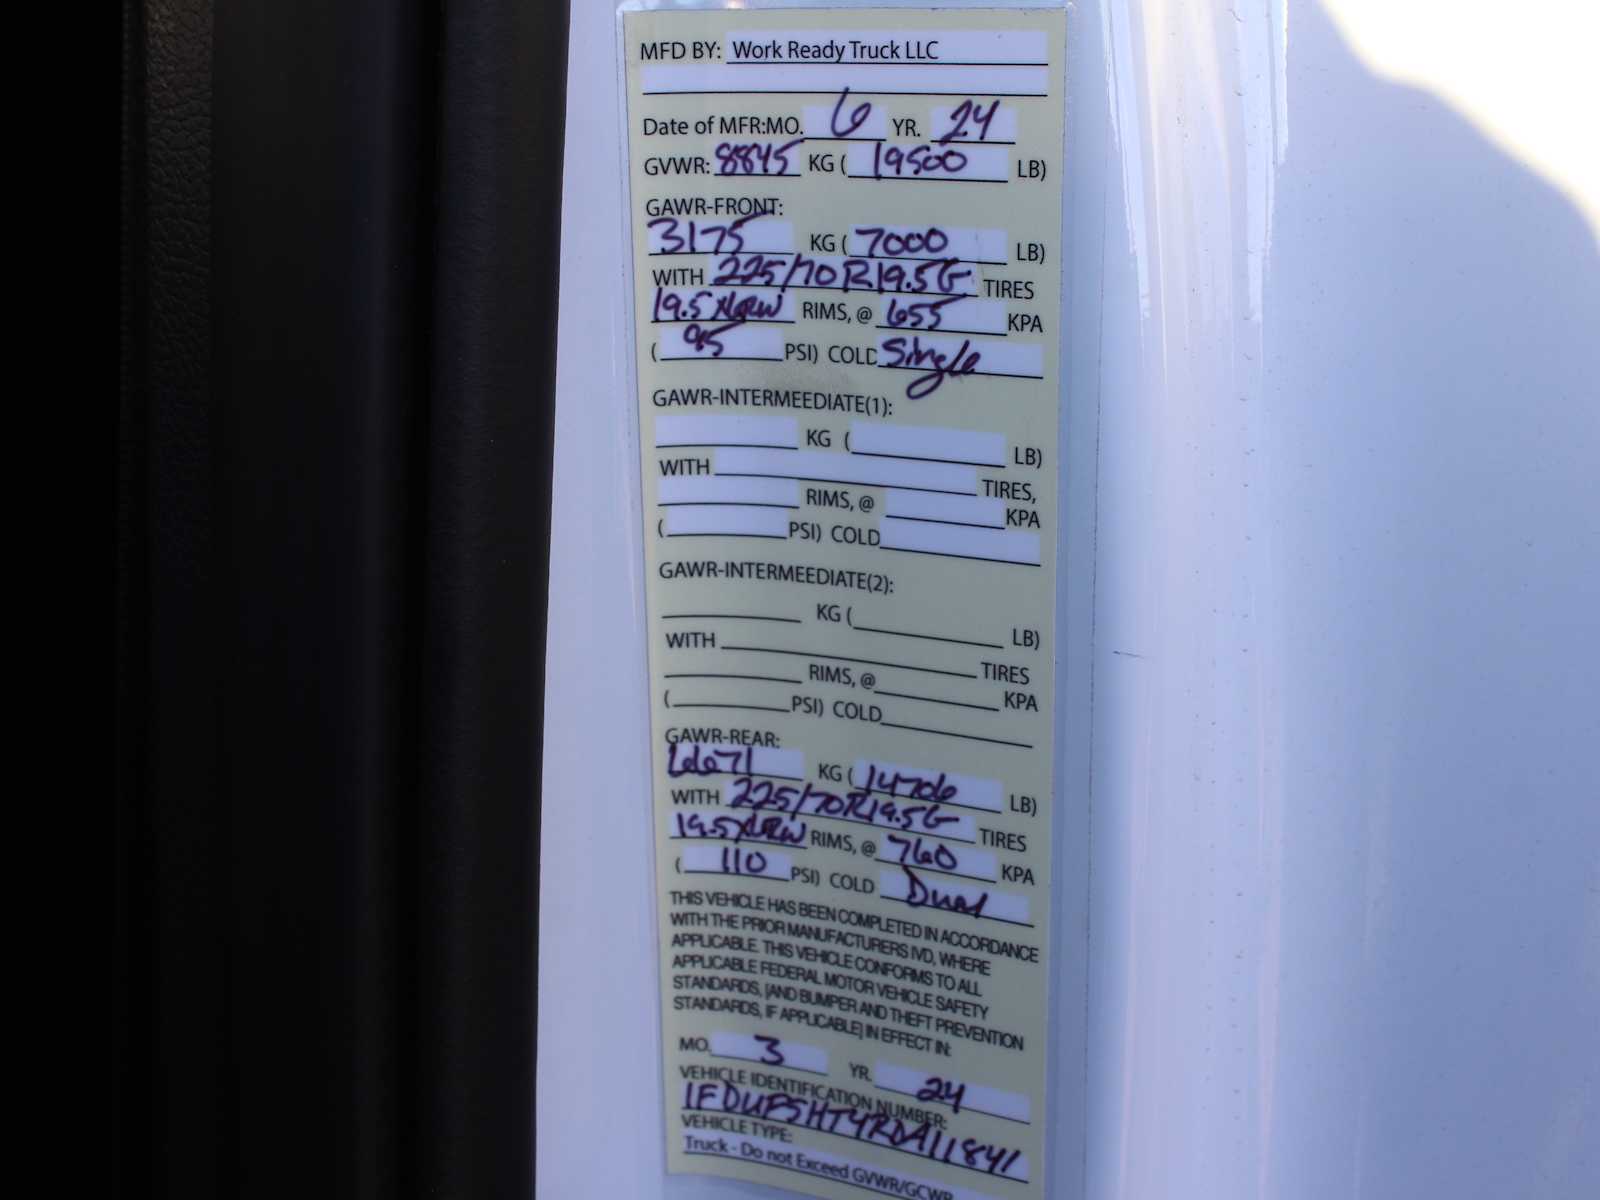 MFD BY: Work Ready Truck LLC
Date of MFR:MO. 6 YR. 24
GVWR: 8845 KG ( 19500 LB)
GAWR-FRONT:
3175 KG ( 7000 LB)
WITH 225/70R19.5G TIRES
19.5x6RW RIMS, @ 655 KPA
( 95 PSI) COLD Single
GAWR-INTERMEEDIATE(1):
KG ( LB)
WITH TIRES,
RIMS, @ KPA
( PSI) COLD
GAWR-INTERMEEDIATE(2):
KG ( LB)
WITH TIRES
RIMS, @ KPA
( PSI) COLD
GAWR-REAR:
6671 KG ( 14706 LB)
WITH 225/70R19.5G TIRES
19.5x6RW RIMS, @ 760 KPA
( 110 PSI) COLD Dual
THIS VEHICLE HAS BEEN COMPLETED IN ACCORDANCE
WITH THE PRIOR MANUFACTURERS IVD, WHERE
APPLICABLE. THIS VEHICLE CONFORMS TO ALL
APPLICABLE FEDERAL MOTOR VEHICLE SAFETY
STANDARDS, [AND BUMPER AND THEFT PREVENTION
STANDARDS, IF APPLICABLE] IN EFFECT IN:
MO. 3 YR. 24
VEHICLE IDENTIFICATION NUMBER:
1FDUF5HT4RDA11841
VEHICLE TYPE:
Truck - Do not Exceed GVWR/GCWR